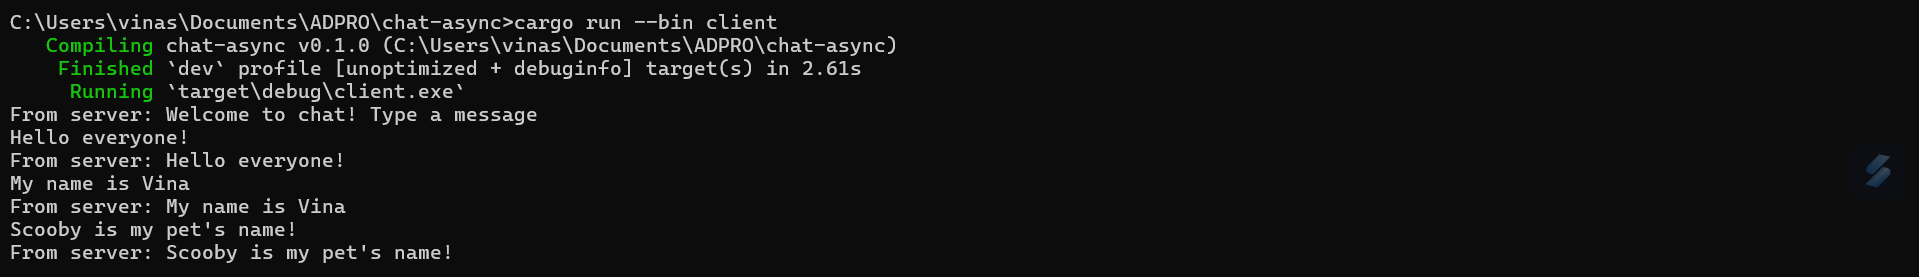 C:\Users\vinas\Documents\ADPRO\chat-async>cargo run --bin client
Compiling chat-async v0.1.0 (C:\Users\vinas\Documents\ADPRO\chat-async)
Finished `dev` profile [unoptimized + debuginfo] target(s) in 2.61s
Running `target\debug\client.exe`
From server: Welcome to chat! Type a message
Hello everyone!
From server: Hello everyone!
My name is Vina
From server: My name is Vina
Scooby is my pet's name!
From server: Scooby is my pet's name!